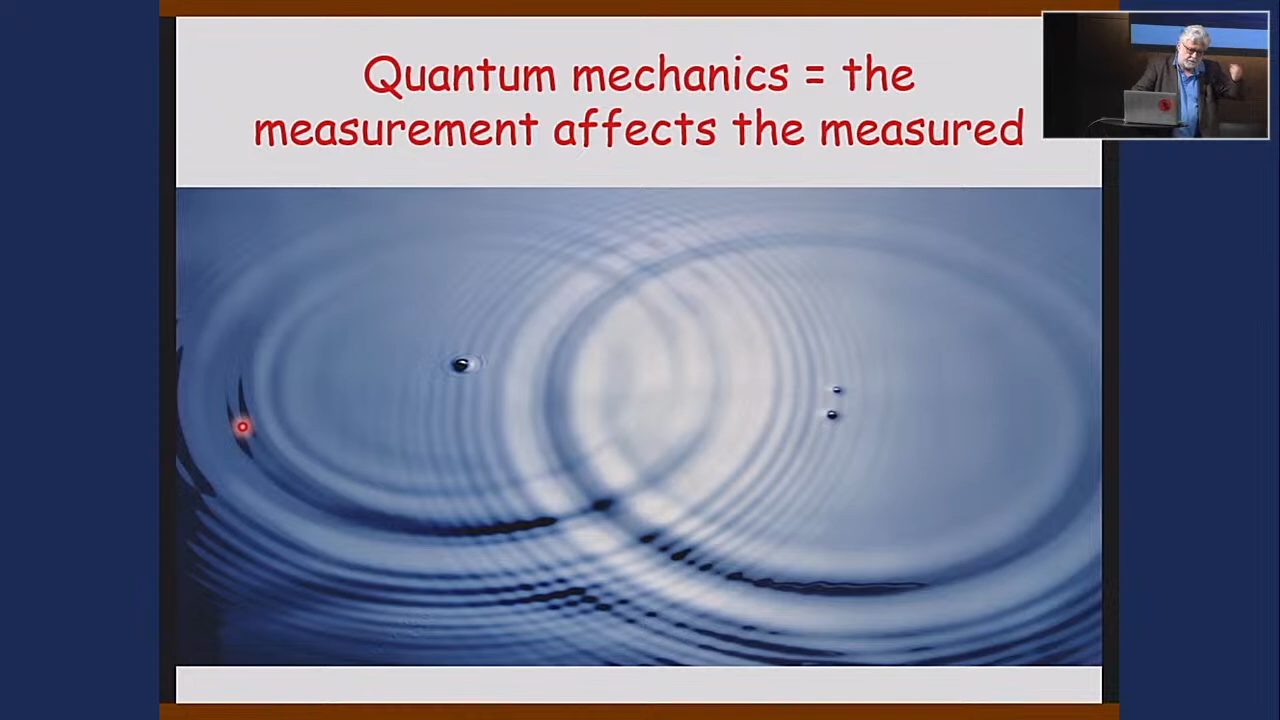 Quantum mechanics = the
measurement affects the measured